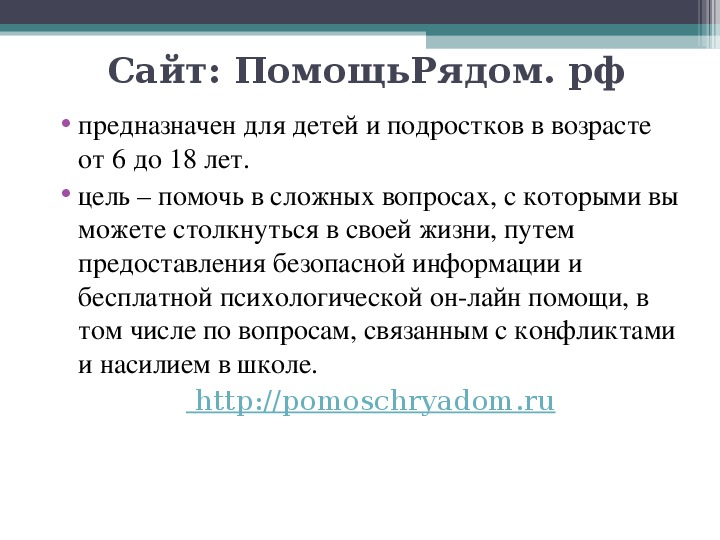 Сайт: ПомощьРядом. рф
• предназначен для детей и подростков в возрасте
от 6 до 18 лет.
• цель – помочь в сложных вопросах, с которыми вы
можете столкнуться в своей жизни, путем
предоставления безопасной информации и
бесплатной психологической он-лайн помощи, в
том числе по вопросам, связанным с конфликтами
и насилием в школе.
http://pomoschryadom.ru